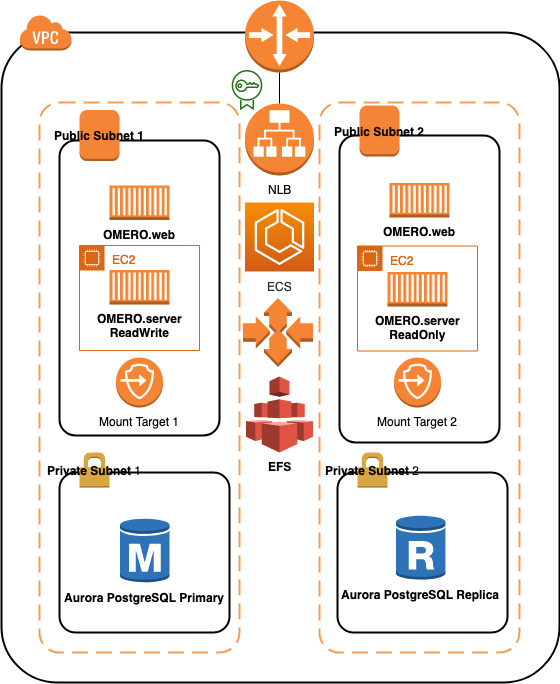 VPC
Public Subnet 1
OMERO.web
EC2
OMERO.server
ReadWrite
Mount Target 1
Private Subnet 1
M
Aurora PostgreSQL Primary
NLB
ECS
EFS
Public Subnet 2
OMERO.web
EC2
OMERO.server
ReadOnly
Mount Target 2
Private Subnet 2
R
Aurora PostgreSQL Replica